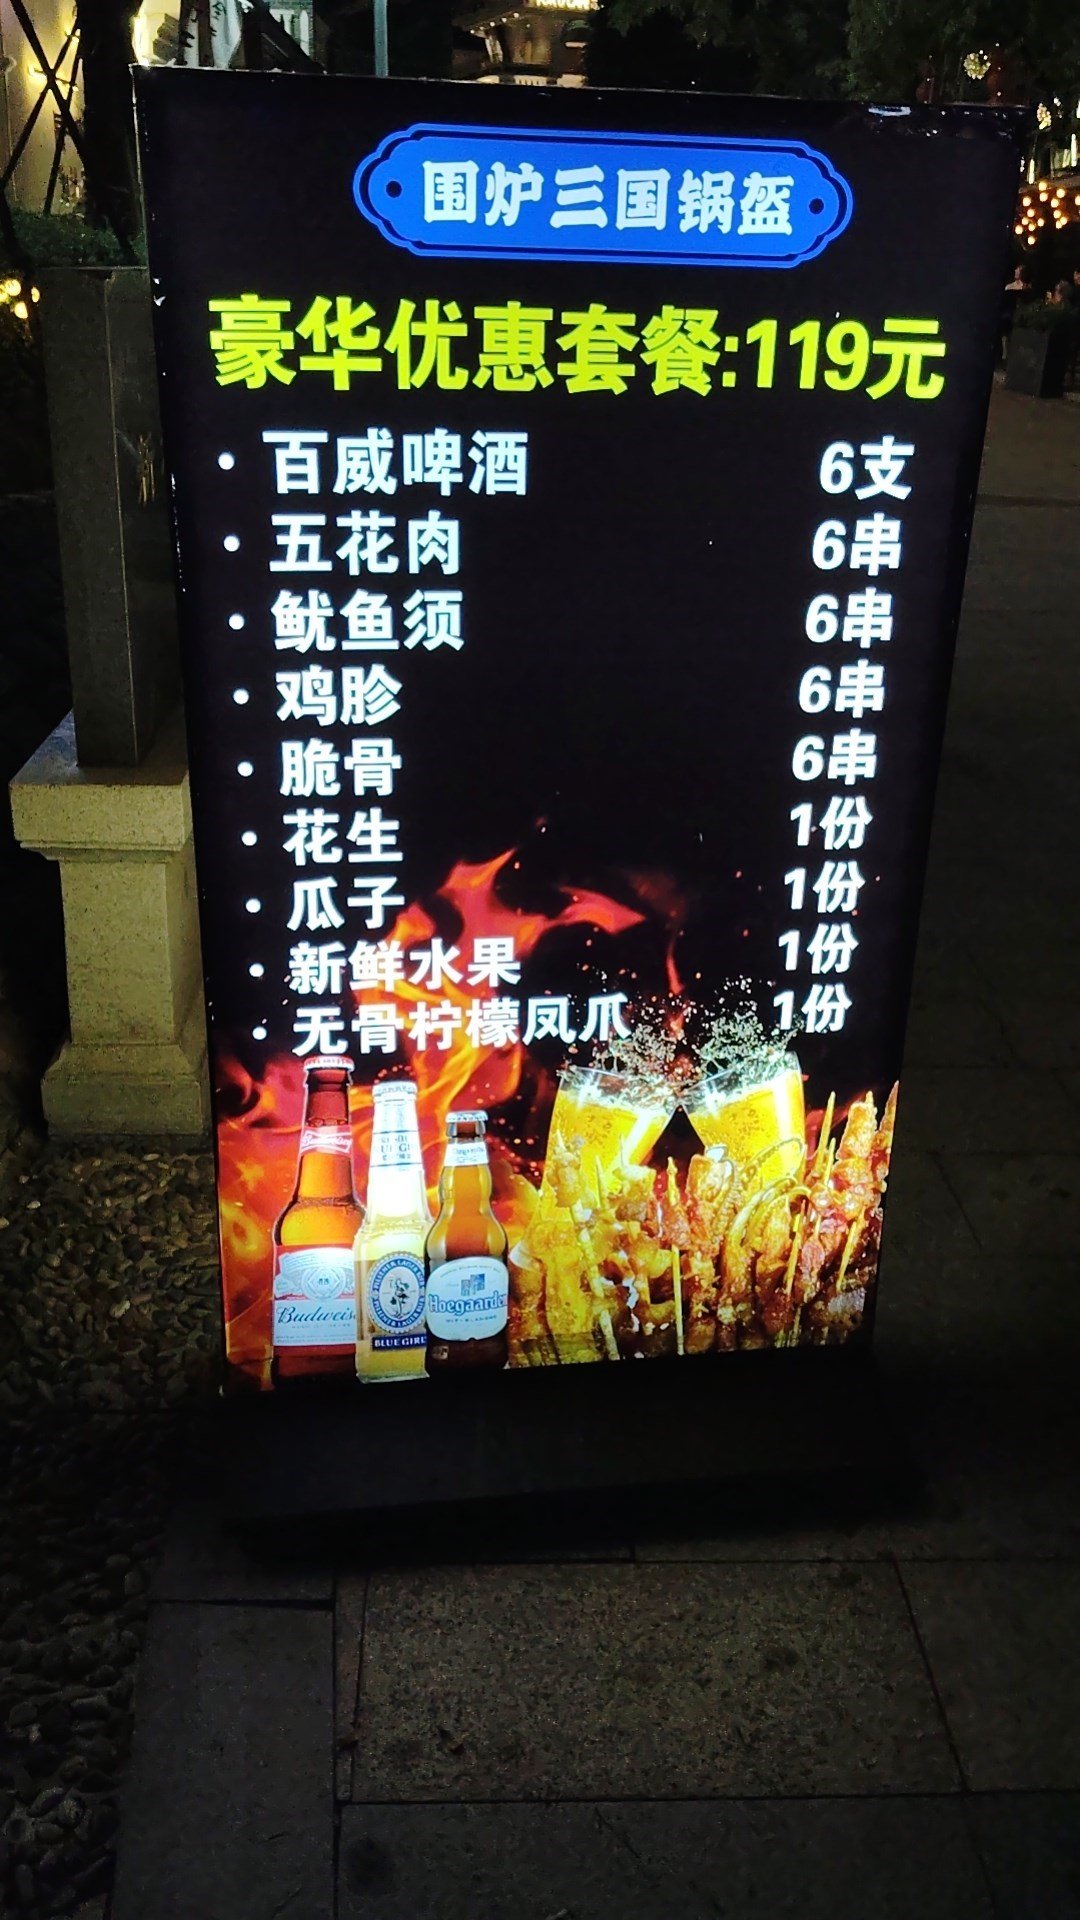 围炉三国锅盔
豪华优惠套餐:119元
· 百威啤酒 6支
· 五花肉 6串
· 鱿鱼须 6串
· 鸡胗 6串
· 脆骨 6串
· 花生 1份
· 瓜子 1份
· 新鲜水果 1份
· 无骨柠檬凤爪 1份
Budweiser
BLUE GIRL
Hoegaarden